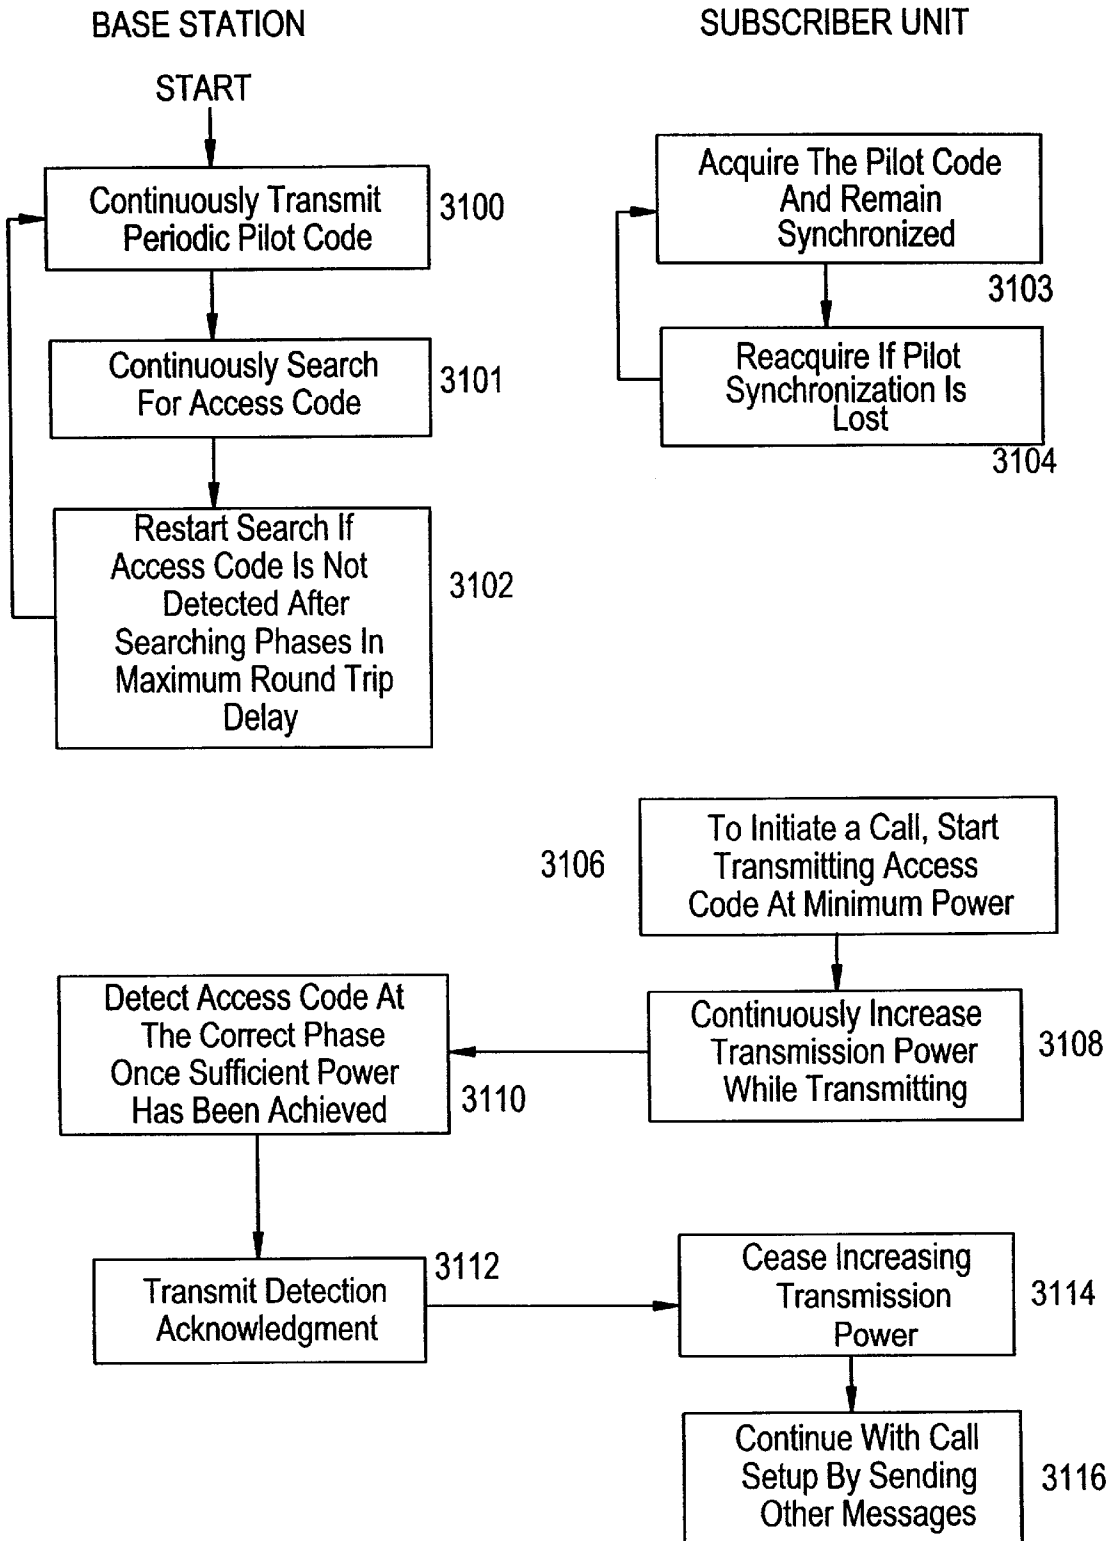 BASE STATION
SUBSCRIBER UNIT
START
Continuously Transmit
Periodic Pilot Code
3100
Continuously Search
For Access Code
3101
Restart Search If
Access Code Is Not
Detected After
Searching Phases In
Maximum Round Trip
Delay
3102
Acquire The Pilot Code
And Remain
Synchronized
3103
Reacquire If Pilot
Synchronization Is
Lost
3104
To Initiate a Call, Start
Transmitting Access
Code At Minimum Power
3106
Continuously Increase
Transmission Power
While Transmitting
3108
Detect Access Code At
The Correct Phase
Once Sufficient Power
Has Been Achieved
3110
Transmit Detection
Acknowledgment
3112
Cease Increasing
Transmission
Power
3114
Continue With Call
Setup By Sending
Other Messages
3116